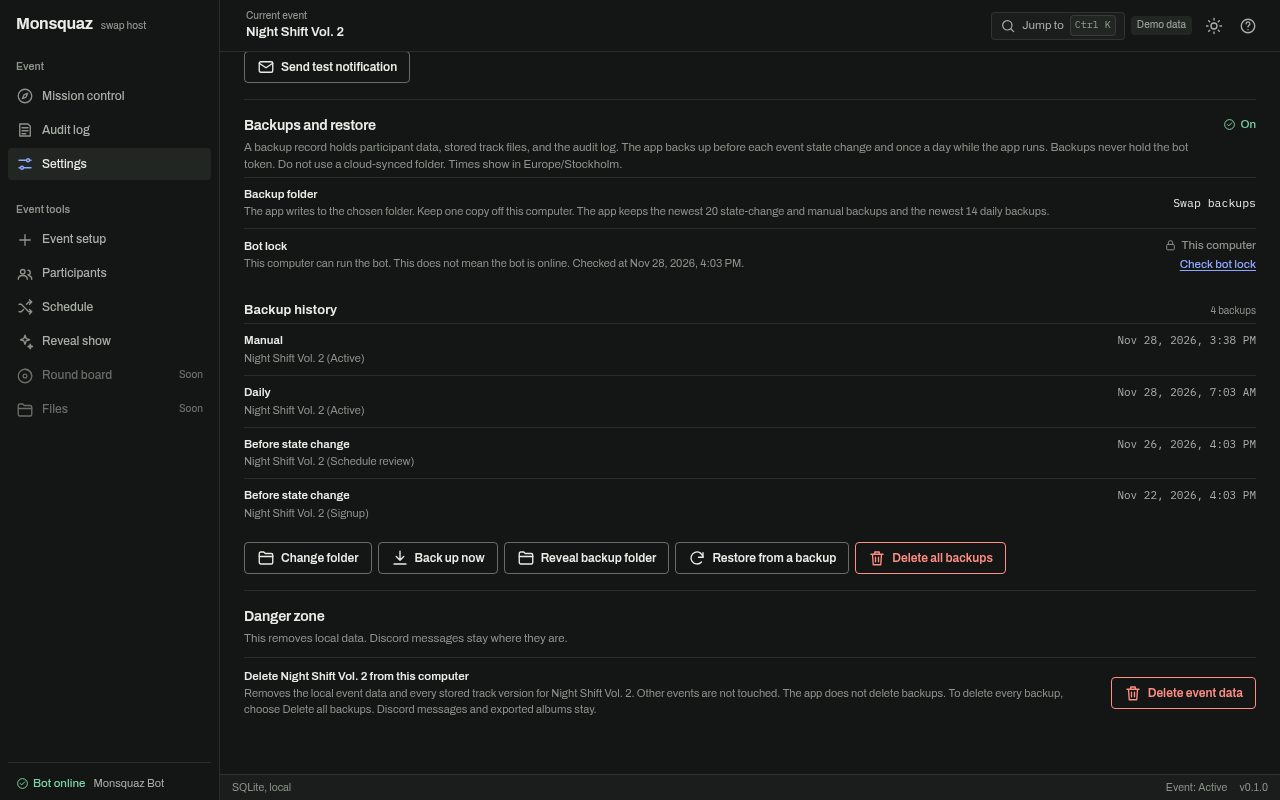 Monsquaz swap host
Event
Mission control
Audit log
Settings
Event tools
Event setup
Participants
Schedule
Reveal show
Round board Soon
Files Soon
Bot online Monsquaz Bot
Current event
Night Shift Vol. 2
Jump to Ctrl K
Demo data
Send test notification
Backups and restore
On
A backup record holds participant data, stored track files, and the audit log. The app backs up before each event state change and once a day while the app runs. Backups never hold the bot
token. Do not use a cloud-synced folder. Times show in Europe/Stockholm.
Backup folder
The app writes to the chosen folder. Keep one copy off this computer. The app keeps the newest 20 state-change and manual backups and the newest 14 daily backups.
Swap backups
Bot lock
This computer can run the bot. This does not mean the bot is online. Checked at Nov 28, 2026, 4:03 PM.
This computer
Check bot lock
Backup history
4 backups
Manual
Nov 28, 2026, 3:38 PM
Night Shift Vol. 2 (Active)
Daily
Nov 28, 2026, 7:03 AM
Night Shift Vol. 2 (Active)
Before state change
Nov 26, 2026, 4:03 PM
Night Shift Vol. 2 (Schedule review)
Before state change
Nov 22, 2026, 4:03 PM
Night Shift Vol. 2 (Signup)
Change folder
Back up now
Reveal backup folder
Restore from a backup
Delete all backups
Danger zone
This removes local data. Discord messages stay where they are.
Delete Night Shift Vol. 2 from this computer
Removes the local event data and every stored track version for Night Shift Vol. 2. Other events are not touched. The app does not delete backups. To delete every backup,
choose Delete all backups. Discord messages and exported albums stay.
Delete event data
SQLite, local
Event: Active
v0.1.0